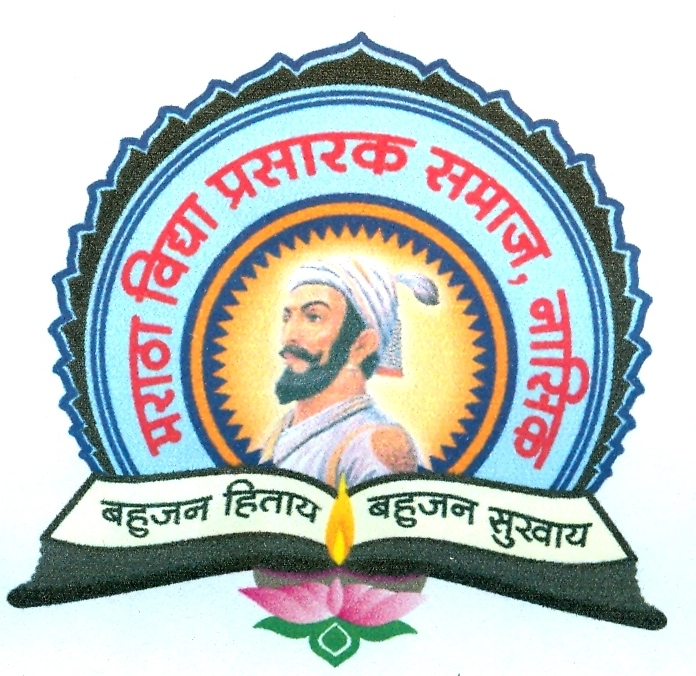 मराठा विद्या प्रसारक समाज, नासिक
बहुजन हिताय बहुजन सुखाय